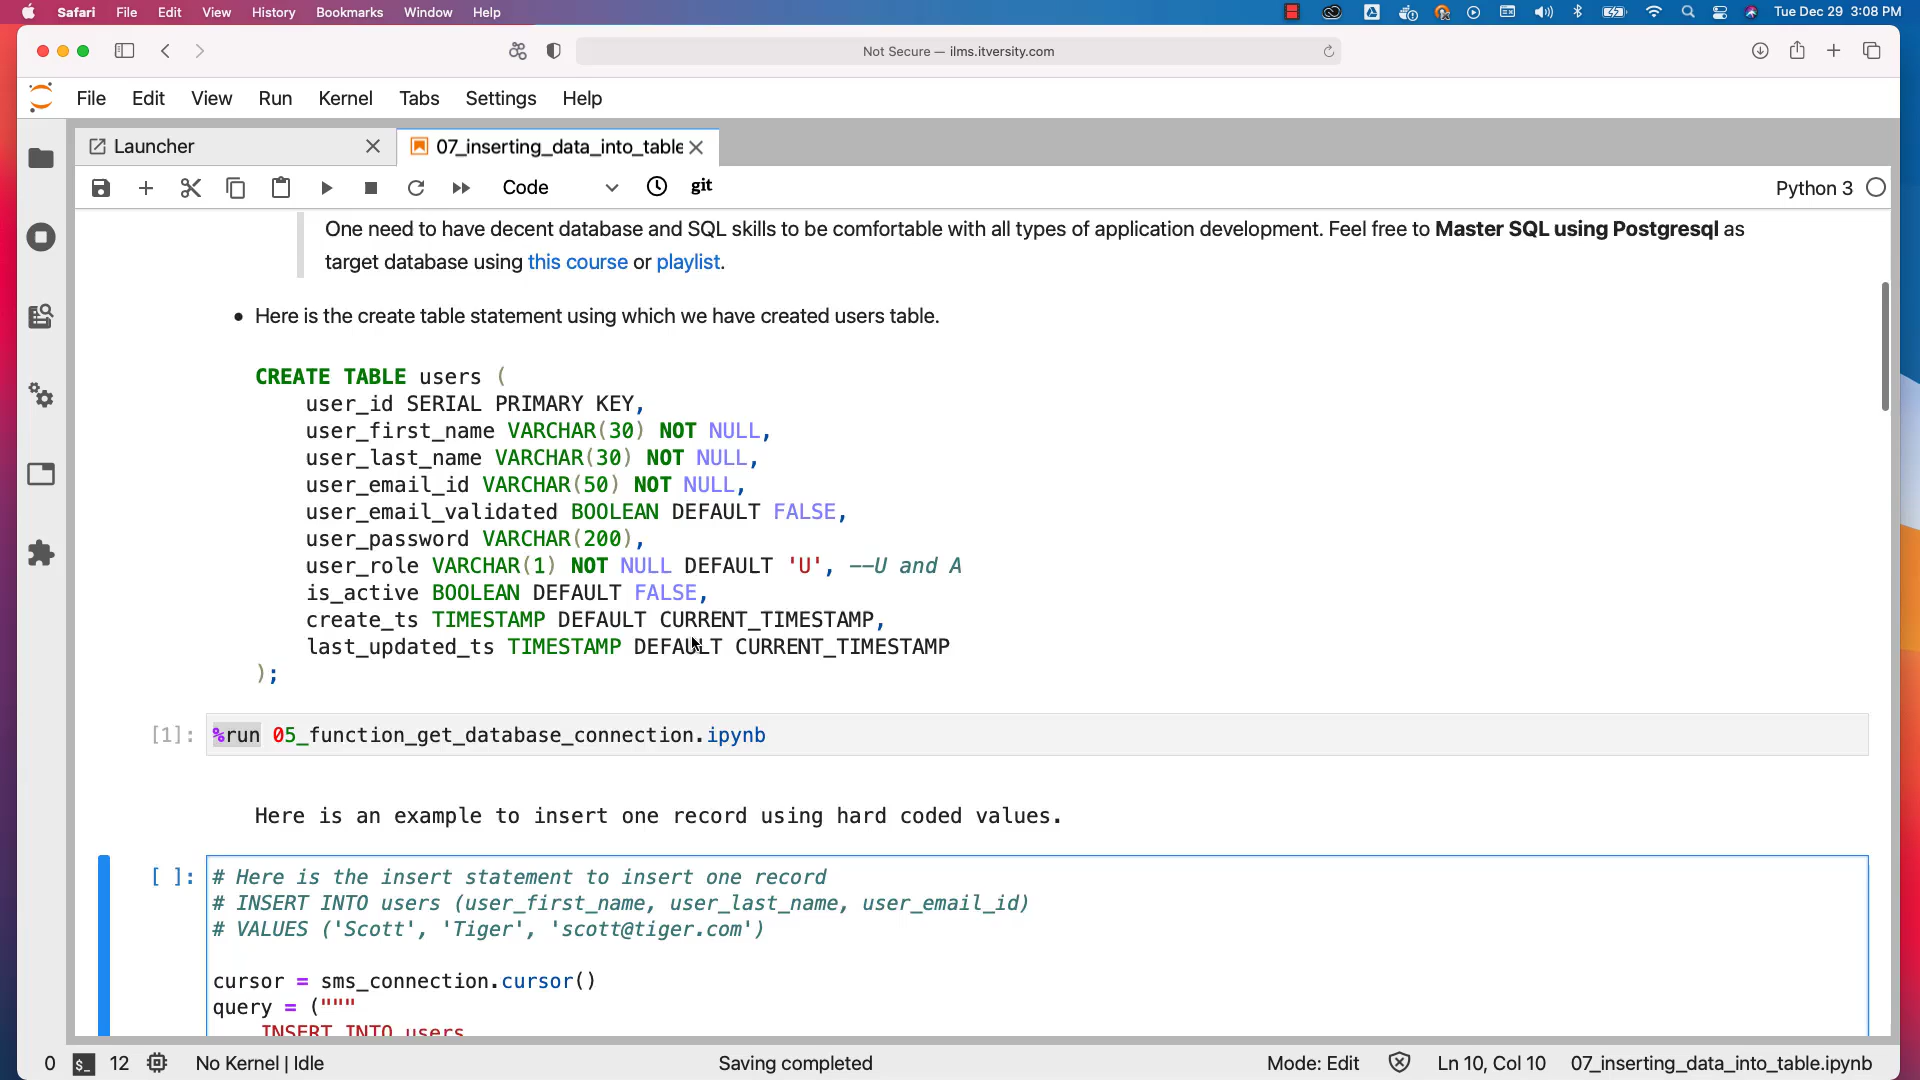 Safari File Edit View History Bookmarks Window Help Tue Dec 29 3:08 PM
Not Secure — ilms.itversity.com
File Edit View Run Kernel Tabs Settings Help
Launcher 07_inserting_data_into_table
Code git Python 3
One need to have decent database and SQL skills to be comfortable with all types of application development. Feel free to Master SQL using Postgresql as
target database using this course or playlist.
• Here is the create table statement using which we have created users table.
CREATE TABLE users (
user_id SERIAL PRIMARY KEY,
user_first_name VARCHAR(30) NOT NULL,
user_last_name VARCHAR(30) NOT NULL,
user_email_id VARCHAR(50) NOT NULL,
user_email_validated BOOLEAN DEFAULT FALSE,
user_password VARCHAR(200),
user_role VARCHAR(1) NOT NULL DEFAULT 'U', --U and A
is_active BOOLEAN DEFAULT FALSE,
create_ts TIMESTAMP DEFAULT CURRENT_TIMESTAMP,
last_updated_ts TIMESTAMP DEFAULT CURRENT_TIMESTAMP
);
[1]: %run 05_function_get_database_connection.ipynb
Here is an example to insert one record using hard coded values.
[ ]: # Here is the insert statement to insert one record
# INSERT INTO users (user_first_name, user_last_name, user_email_id)
# VALUES ('Scott', 'Tiger', 'scott@tiger.com')
cursor = sms_connection.cursor()
query = ("""
INSERT INTO users
0 $_ 12 No Kernel | Idle Saving completed Mode: Edit Ln 10, Col 10 07_inserting_data_into_table.ipynb